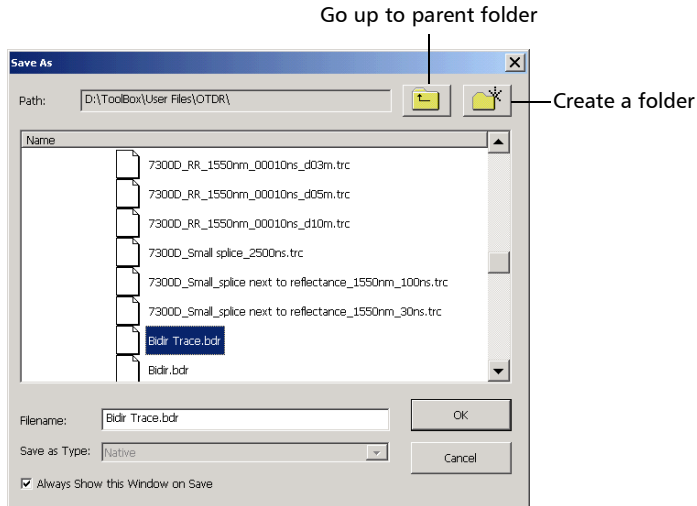 Go up to parent folder
Save As
Path: D:\ToolBox\User Files\OTDR\
Create a folder
Name
7300D_RR_1550nm_00010ns_d03m.trc
7300D_RR_1550nm_00010ns_d05m.trc
7300D_RR_1550nm_00010ns_d10m.trc
7300D_Small splice_2500ns.trc
7300D_Small_splice next to reflectance_1550nm_100ns.trc
7300D_Small_splice next to reflectance_1550nm_30ns.trc
Bidir Trace.bdr
Bidir.bdr
Filename: Bidir Trace.bdr
OK
Save as Type: Native
Cancel
Always Show this Window on Save